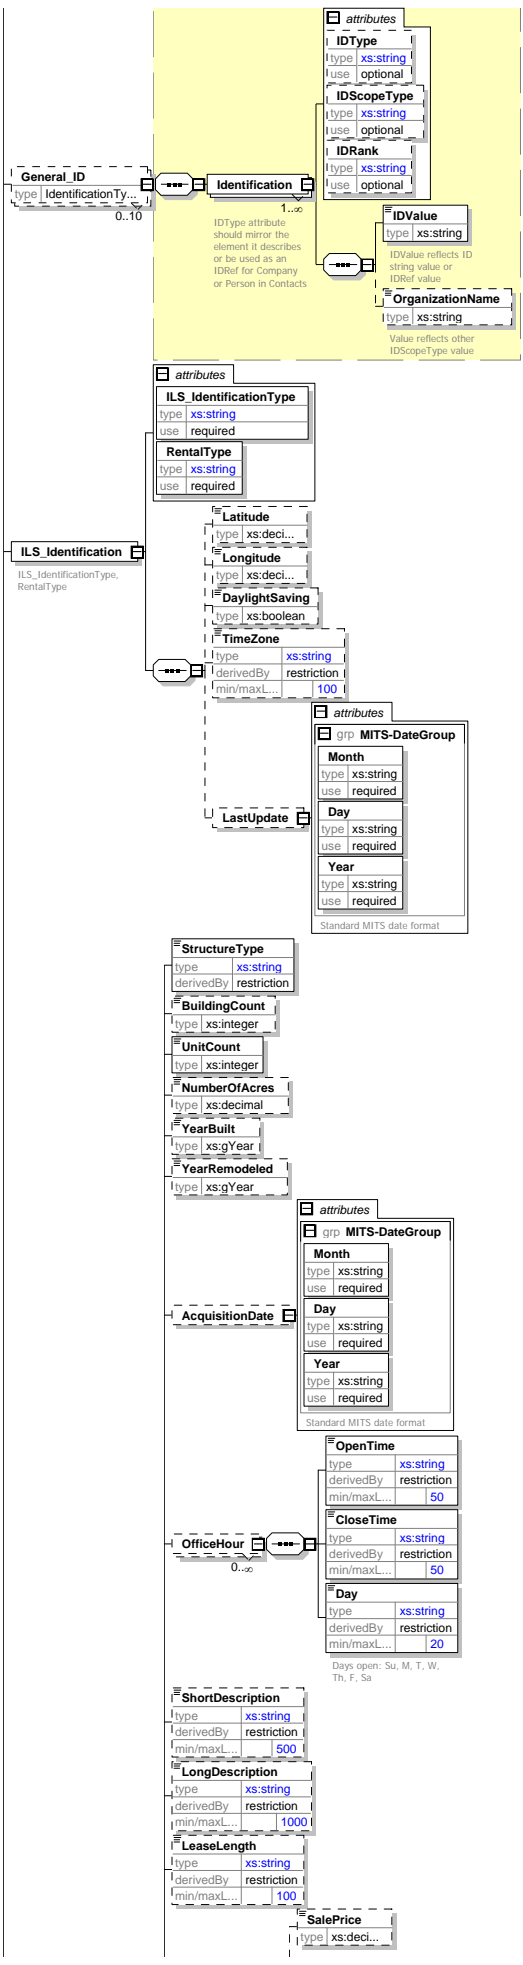 attributes
IDType
type xs:string
use optional
IDScopeType
type xs:string
use optional
IDRank
type xs:string
use optional
General_ID
type IdentificationTy...
0..10
Identification
1..∞
IDType attribute
should mirror the
element it describes
or be used as an
IDRef for Company
or Person in Contacts
IDValue
type xs:string
IDValue reflects ID
string value or
IDRef value
OrganizationName
type xs:string
Value reflects other
IDScopeType value
attributes
ILS_IdentificationType
type xs:string
use required
RentalType
type xs:string
use required
ILS_Identification
ILS_IdentificationType,
RentalType
Latitude
type xs:deci...
Longitude
type xs:deci...
DaylightSaving
type xs:boolean
TimeZone
type xs:string
derivedBy restriction
min/maxL... 100
attributes
grp MITS-DateGroup
Month
type xs:string
use required
Day
type xs:string
use required
Year
type xs:string
use required
Standard MITS date format
LastUpdate
StructureType
type xs:string
derivedBy restriction
BuildingCount
type xs:integer
UnitCount
type xs:integer
NumberOfAcres
type xs:decimal
YearBuilt
type xs:gYear
YearRemodeled
type xs:gYear
attributes
grp MITS-DateGroup
Month
type xs:string
use required
Day
type xs:string
use required
Year
type xs:string
use required
Standard MITS date format
AcquisitionDate
OpenTime
type xs:string
derivedBy restriction
min/maxL... 50
CloseTime
type xs:string
derivedBy restriction
min/maxL... 50
OfficeHour
0..∞
Day
type xs:string
derivedBy restriction
min/maxL... 20
Days open: Su, M, T, W,
Th, F, Sa
ShortDescription
type xs:string
derivedBy restriction
min/maxL... 500
LongDescription
type xs:string
derivedBy restriction
min/maxL... 1000
LeaseLength
type xs:string
derivedBy restriction
min/maxL... 100
SalePrice
type xs:deci...